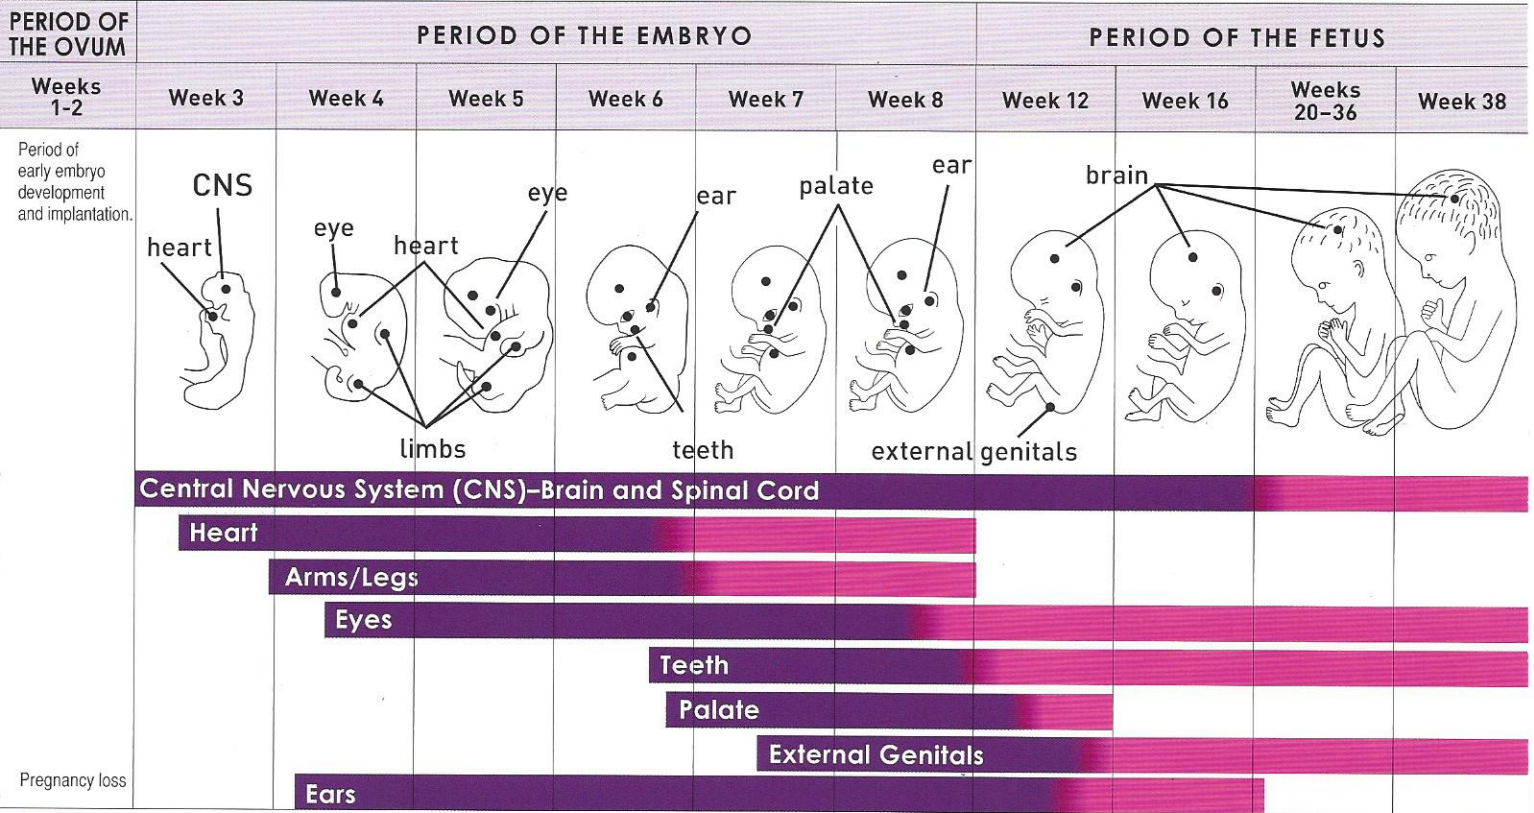 PERIOD OF
THE OVUM
PERIOD OF THE EMBRYO
PERIOD OF THE FETUS
Weeks
1-2
Week 3
Week 4
Week 5
Week 6
Week 7
Week 8
Week 12
Week 16
Weeks
20–36
Week 38
Period of
early embryo
development
and implantation.
CNS
heart
eye
heart
eye
limbs
ear
teeth
palate
ear
brain
external genitals
Central Nervous System (CNS)–Brain and Spinal Cord
Heart
Arms/Legs
Eyes
Teeth
Palate
External Genitals
Pregnancy loss
Ears